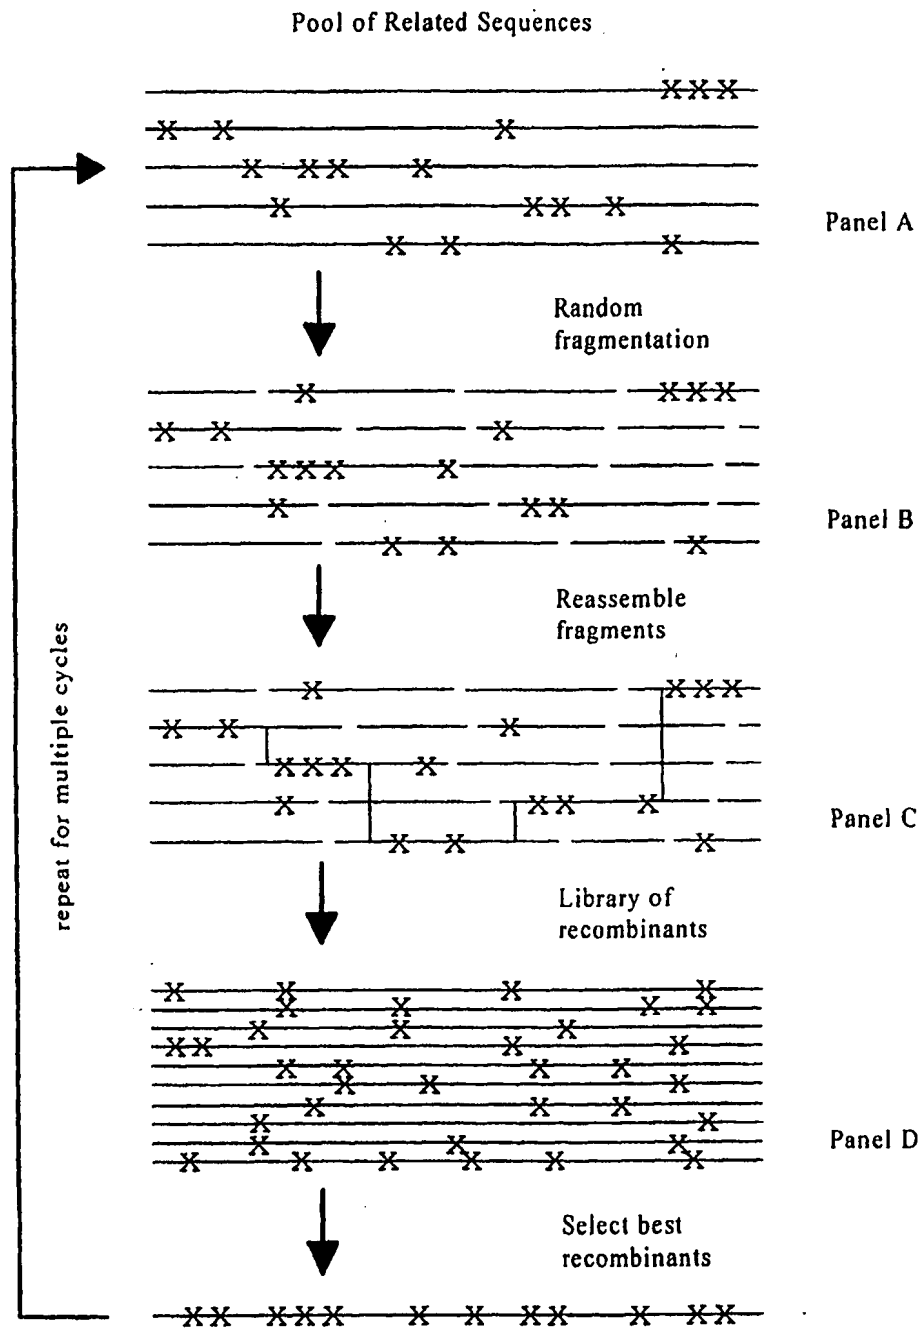 Pool of Related Sequences
Panel A
Random
fragmentation
Panel B
Reassemble
fragments
repeat for multiple cycles
Panel C
Library of
recombinants
Panel D
Select best
recombinants